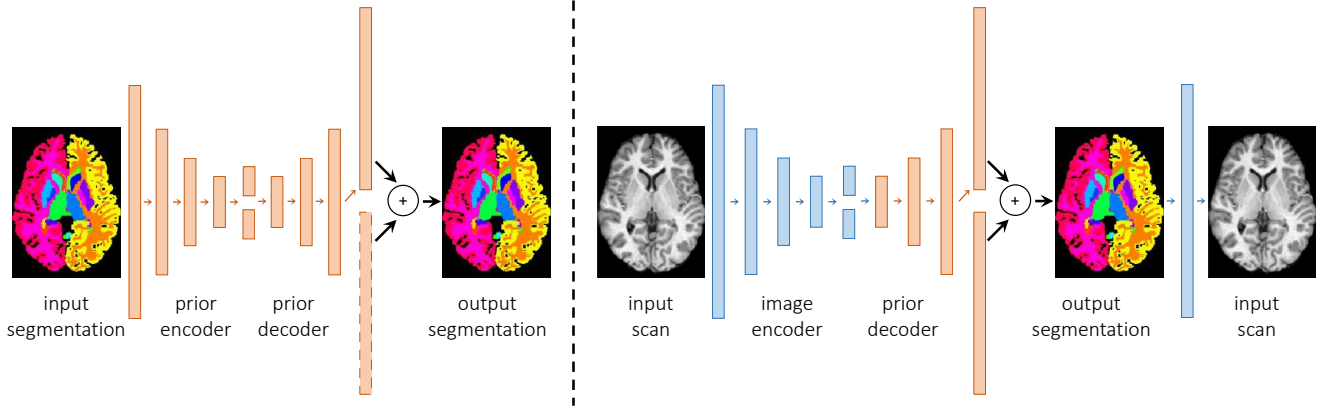 +
input
segmentation
prior
encoder
prior
decoder
output
segmentation
+
input
scan
image
encoder
prior
decoder
output
segmentation
input
scan